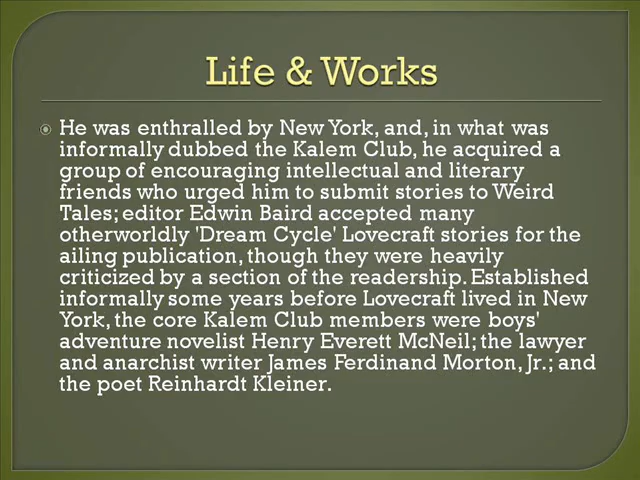 Life & Works
He was enthralled by New York, and, in what was
informally dubbed the Kalem Club, he acquired a
group of encouraging intellectual and literary
friends who urged him to submit stories to Weird
Tales; editor Edwin Baird accepted many
otherworldly 'Dream Cycle' Lovecraft stories for the
ailing publication, though they were heavily
criticized by a section of the readership. Established
informally some years before Lovecraft lived in New
York, the core Kalem Club members were boys'
adventure novelist Henry Everett McNeil; the lawyer
and anarchist writer James Ferdinand Morton, Jr.; and
the poet Reinhardt Kleiner.